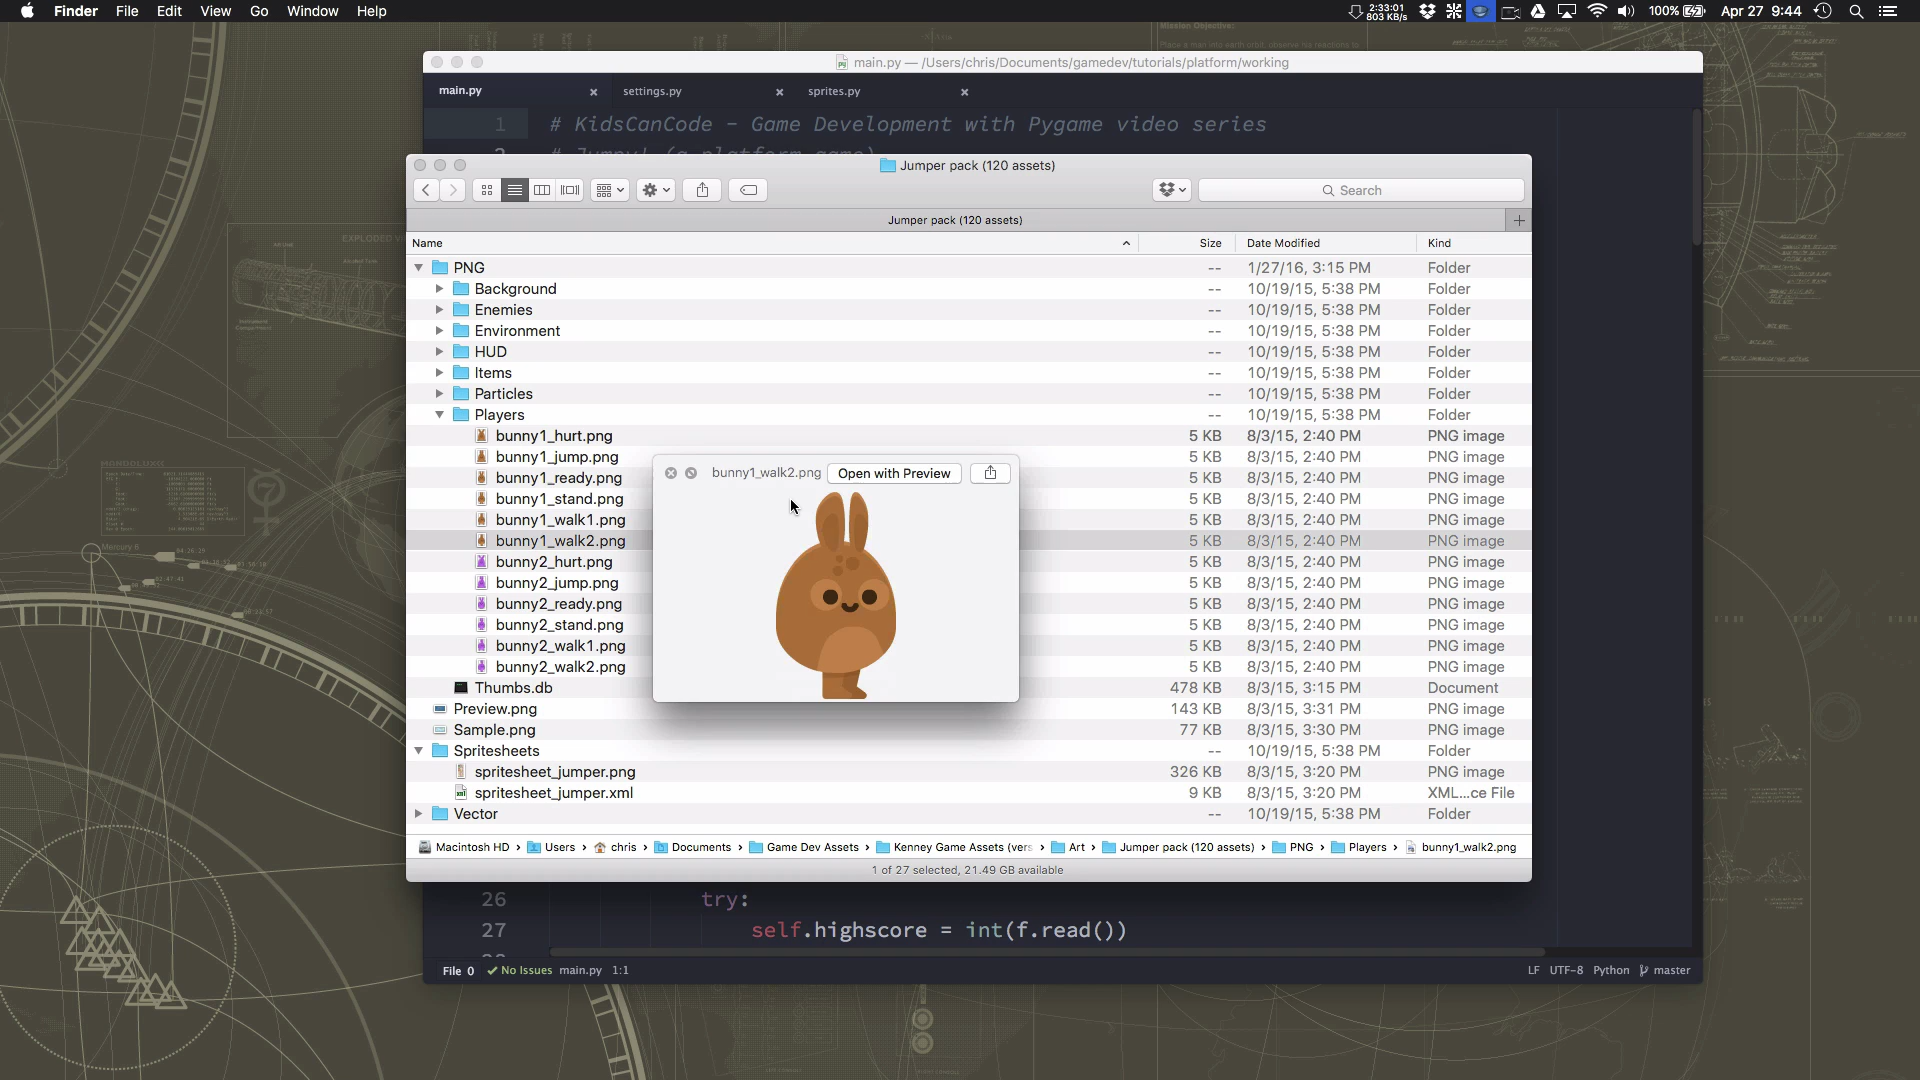 Finder File Edit View Go Window Help 2:33:01 803 KB/s 100% Apr 27 9:44
Mission Objective:
main.py — /Users/chris/Documents/gamedev/tutorials/platform/working
main.py settings.py sprites.py
1 # KidsCanCode - Game Development with Pygame video series
2 # Jumpy! (a platform game)
Jumper pack (120 assets)
Search
Jumper pack (120 assets)
Name Size Date Modified Kind
PNG -- 1/27/16, 3:15 PM Folder
Background -- 10/19/15, 5:38 PM Folder
Enemies -- 10/19/15, 5:38 PM Folder
Environment -- 10/19/15, 5:38 PM Folder
HUD -- 10/19/15, 5:38 PM Folder
Items -- 10/19/15, 5:38 PM Folder
Particles -- 10/19/15, 5:38 PM Folder
Players -- 10/19/15, 5:38 PM Folder
bunny1_hurt.png 5 KB 8/3/15, 2:40 PM PNG image
bunny1_jump.png 5 KB 8/3/15, 2:40 PM PNG image
bunny1_ready.png 5 KB 8/3/15, 2:40 PM PNG image
bunny1_stand.png 5 KB 8/3/15, 2:40 PM PNG image
bunny1_walk1.png 5 KB 8/3/15, 2:40 PM PNG image
bunny1_walk2.png 5 KB 8/3/15, 2:40 PM PNG image
bunny2_hurt.png 5 KB 8/3/15, 2:40 PM PNG image
bunny2_jump.png 5 KB 8/3/15, 2:40 PM PNG image
bunny2_ready.png 5 KB 8/3/15, 2:40 PM PNG image
bunny2_stand.png 5 KB 8/3/15, 2:40 PM PNG image
bunny2_walk1.png 5 KB 8/3/15, 2:40 PM PNG image
bunny2_walk2.png 5 KB 8/3/15, 2:40 PM PNG image
Thumbs.db 478 KB 8/3/15, 3:15 PM Document
Preview.png 143 KB 8/3/15, 3:31 PM PNG image
Sample.png 77 KB 8/3/15, 3:30 PM PNG image
Spritesheets -- 10/19/15, 5:38 PM Folder
spritesheet_jumper.png 326 KB 8/3/15, 3:20 PM PNG image
spritesheet_jumper.xml 9 KB 8/3/15, 3:20 PM XML...ce File
Vector -- 10/19/15, 5:38 PM Folder
bunny1_walk2.png Open with Preview
Macintosh HD › Users › chris › Documents › Game Dev Assets › Kenney Game Assets (vers › Art › Jumper pack (120 assets) › PNG › Players › bunny1_walk2.png
1 of 27 selected, 21.49 GB available
26 try:
27 self.highscore = int(f.read())
File 0 No Issues main.py 1:1 LF UTF-8 Python master